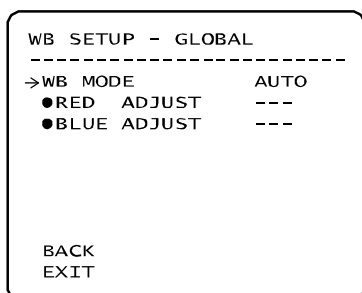 WB SETUP - GLOBAL
--------------------------
→WB MODE AUTO
●RED ADJUST ---
●BLUE ADJUST ---
BACK
EXIT